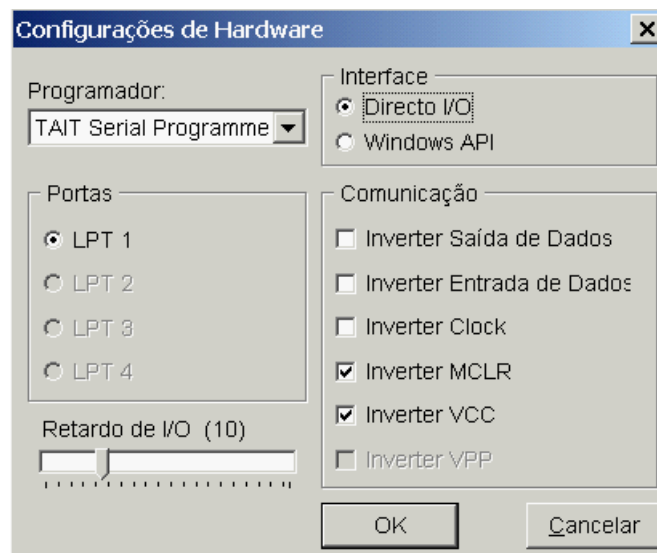 Configurações de Hardware
Programador:
TAIT Serial Programme
Interface
Directo I/O
Windows API
Portas
LPT 1
LPT 2
LPT 3
LPT 4
Retardo de I/O (10)
Comunicação
Inverter Saída de Dados
Inverter Entrada de Dados
Inverter Clock
Inverter MCLR
Inverter VCC
Inverter VPP
OK
Cancelar